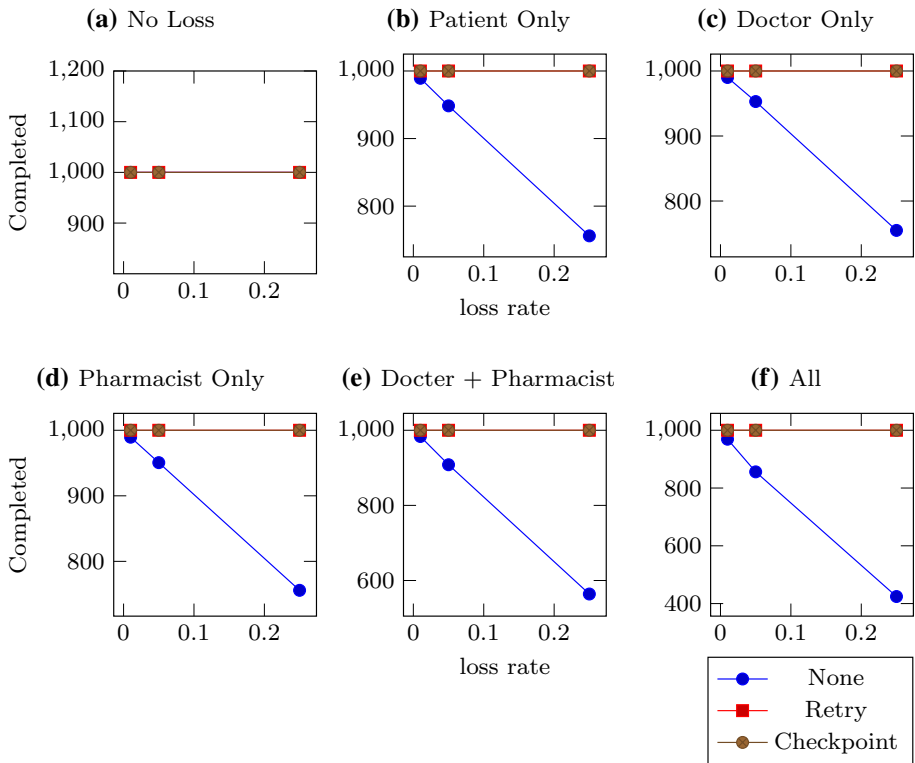 (a) No Loss
(b) Patient Only
(c) Doctor Only
1,200
1,100
1,000
900
Completed
0 0.1 0.2
1,000
900
800
0 0.1 0.2
loss rate
1,000
900
800
0 0.1 0.2
(d) Pharmacist Only
(e) Docter + Pharmacist
(f) All
1,000
900
800
Completed
0 0.1 0.2
1,000
800
600
0 0.1 0.2
loss rate
1,000
800
600
400
0 0.1 0.2
None
Retry
Checkpoint